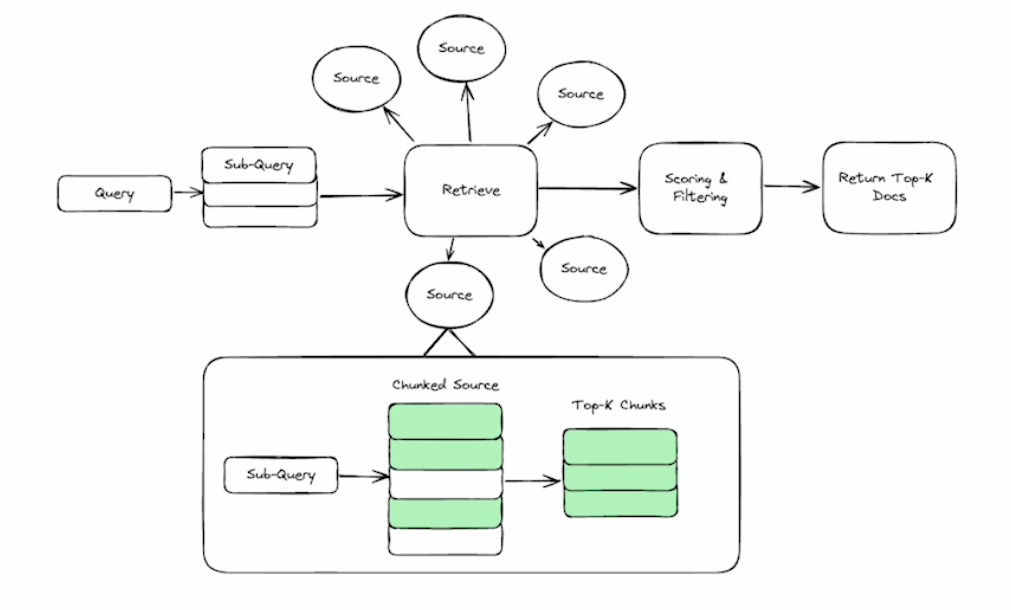 Source
Source
Source
Query
Sub-Query
Retrieve
Scoring &
Filtering
Return Top-K
Docs
Source
Source
Chunked Source
Top-K Chunks
Sub-Query